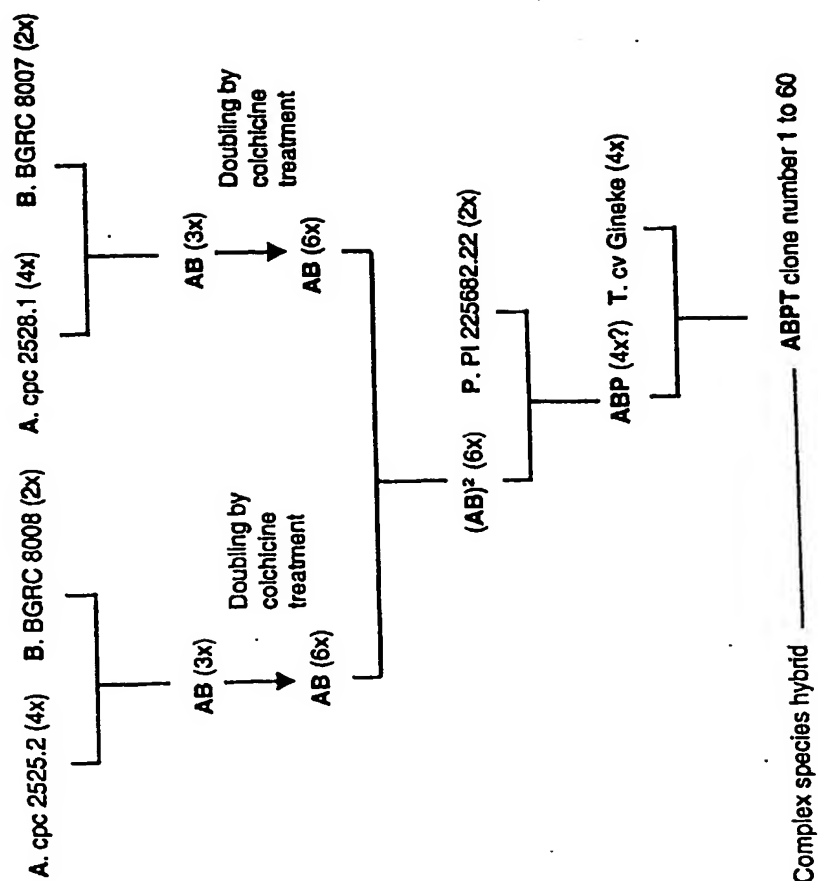 A. cpc 2525.2 (4x) B. BGRC 8008 (2x) A. cpc 2528.1 (4x) B. BGRC 8007 (2x)
AB (3x)
Doubling by
colchicine
treatment
AB (6x)
AB (3x)
Doubling by
colchicine
treatment
AB (6x)
(AB)² (6x) P. PI 225682.22 (2x)
ABP (4x?) T. cv Gineke (4x)
Complex species hybrid ABPT clone number 1 to 60